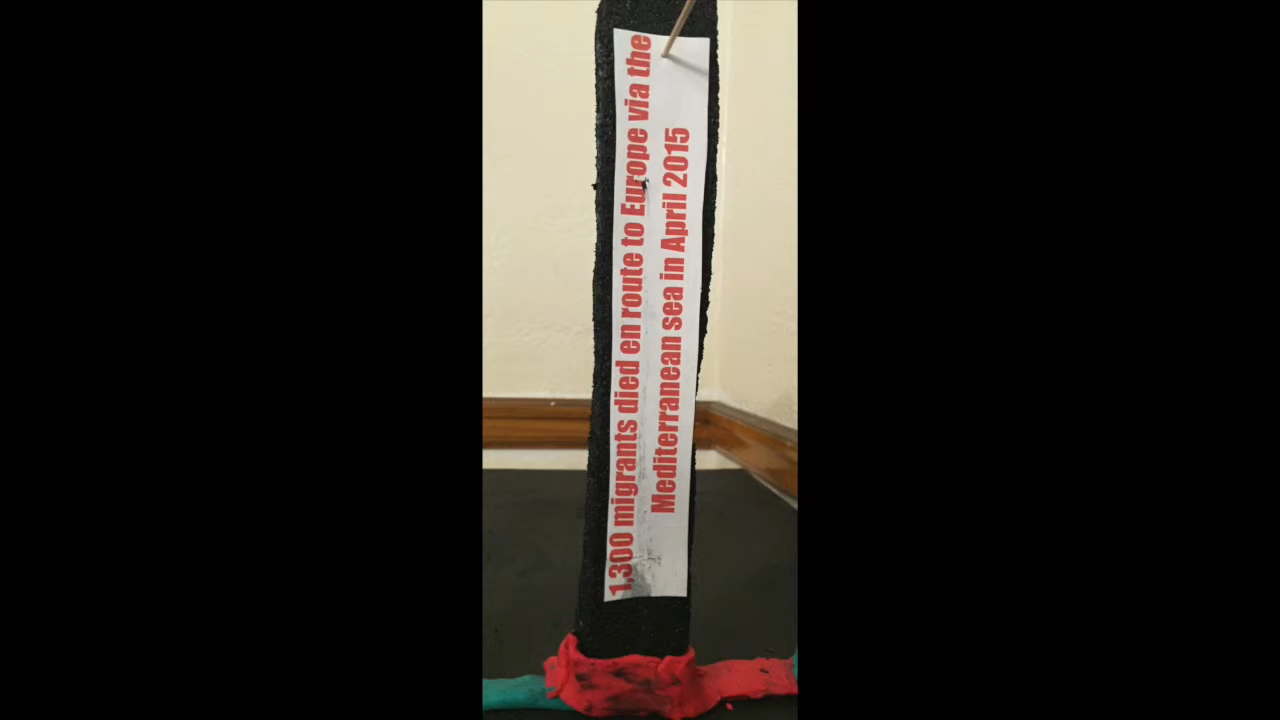 1,300 migrants died en route to Europe via the
Mediterranean sea in April 2015